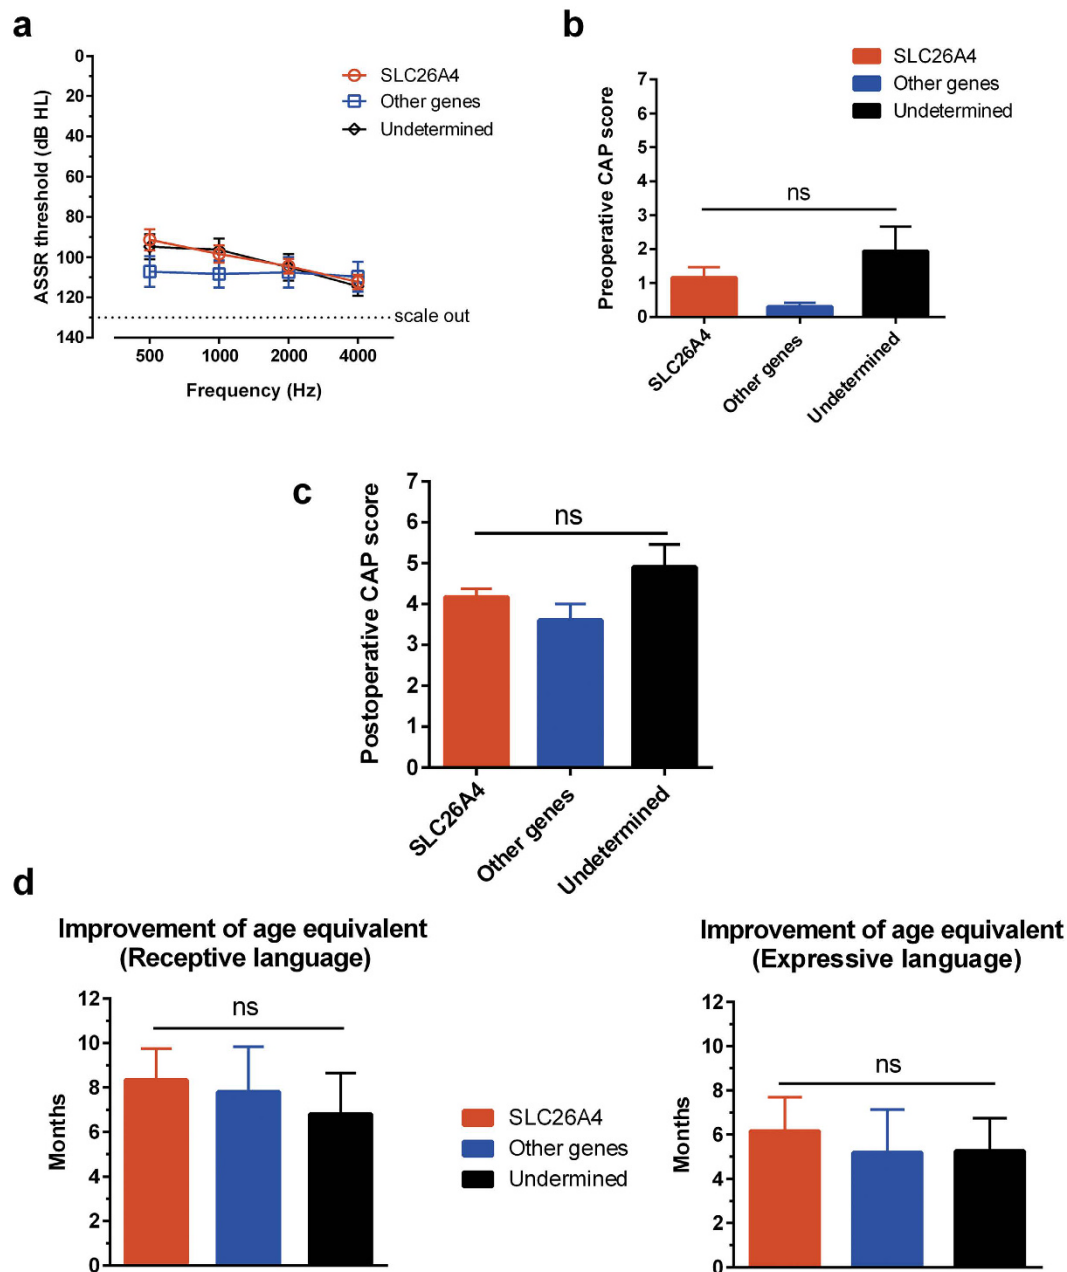 a
0
20
40
60
80
100
120
140
ASSR threshold (dB HL)
SLC26A4
Other genes
Undetermined
scale out
500 1000 2000 4000
Frequency (Hz)
b
SLC26A4
Other genes
Undetermined
7
6
5
4
3
2
1
0
Preoperative CAP score
ns
SLC26A4
Other genes
Undetermined
c
7
6
5
4
3
2
1
0
Postoperative CAP score
ns
SLC26A4
Other genes
Undetermined
d
Improvement of age equivalent
(Receptive language)
12
10
8
6
4
2
0
Months
ns
SLC26A4
Other genes
Undermined
Improvement of age equivalent
(Expressive language)
12
10
8
6
4
2
0
Months
ns